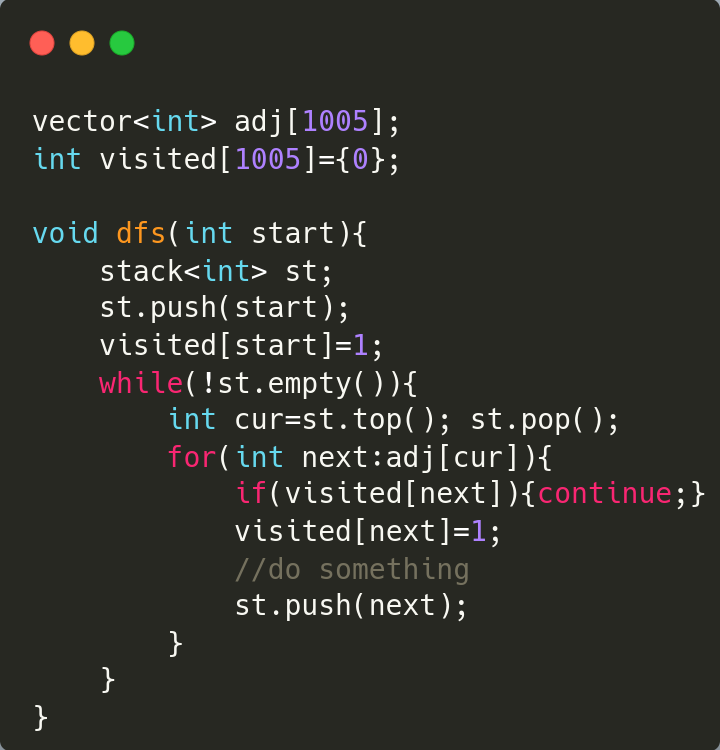 vector<int> adj[1005];
int visited[1005]={0};

void dfs(int start){
    stack<int> st;
    st.push(start);
    visited[start]=1;
    while(!st.empty()){
        int cur=st.top(); st.pop();
        for(int next:adj[cur]){
            if(visited[next]){continue;}
            visited[next]=1;
            //do something
            st.push(next);
        }
    }
}